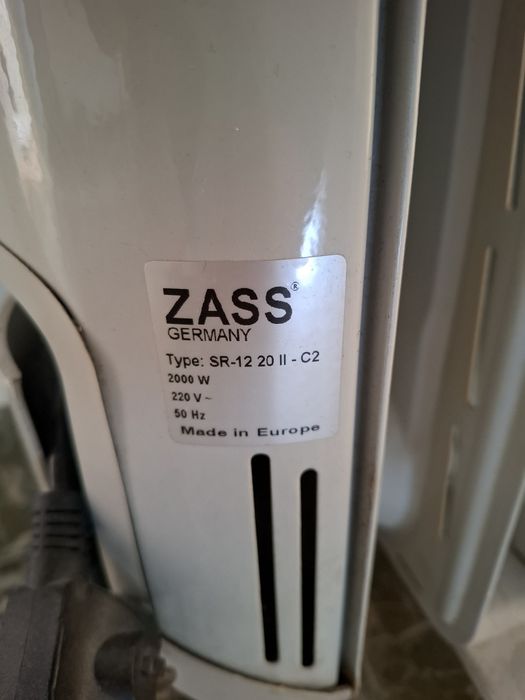 ZASS®
GERMANY
Type: SR-12 20 II - C2
2000 W
220 V ~
50 Hz
Made in Europe